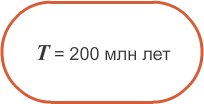 T = 200 млн лет